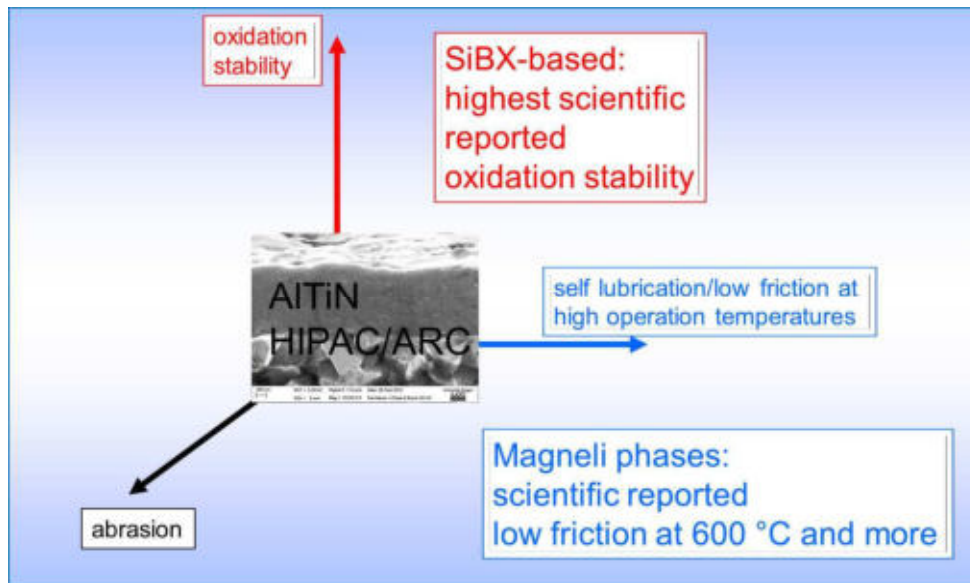 oxidation
stability
SiBX-based:
highest scientific
reported
oxidation stability
AlTiN
HIPAC/ARC
self lubrication/low friction at
high operation temperatures
abrasion
Magneli phases:
scientific reported
low friction at 600 °C and more